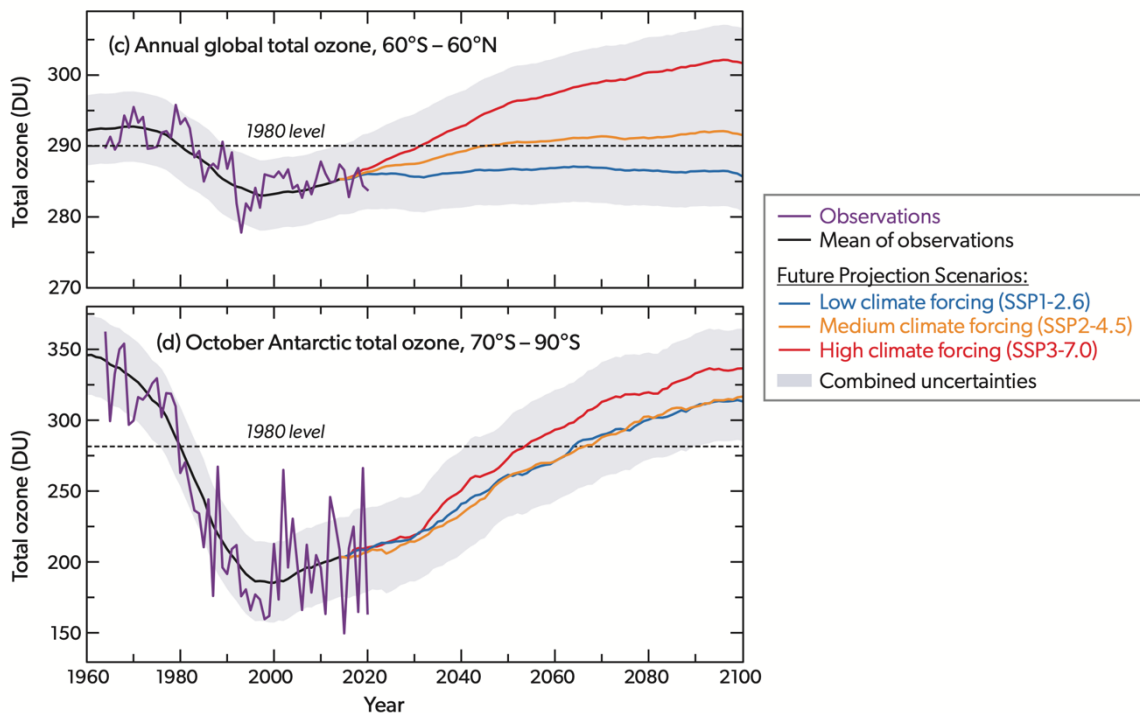 (c) Annual global total ozone, 60°S – 60°N
Total ozone (DU)
300
290
280
270
1980 level
(d) October Antarctic total ozone, 70°S – 90°S
Total ozone (DU)
350
300
250
200
150
1980 level
1960 1980 2000 2020 2040 2060 2080 2100
Year
Observations
Mean of observations
Future Projection Scenarios:
Low climate forcing (SSP1-2.6)
Medium climate forcing (SSP2-4.5)
High climate forcing (SSP3-7.0)
Combined uncertainties